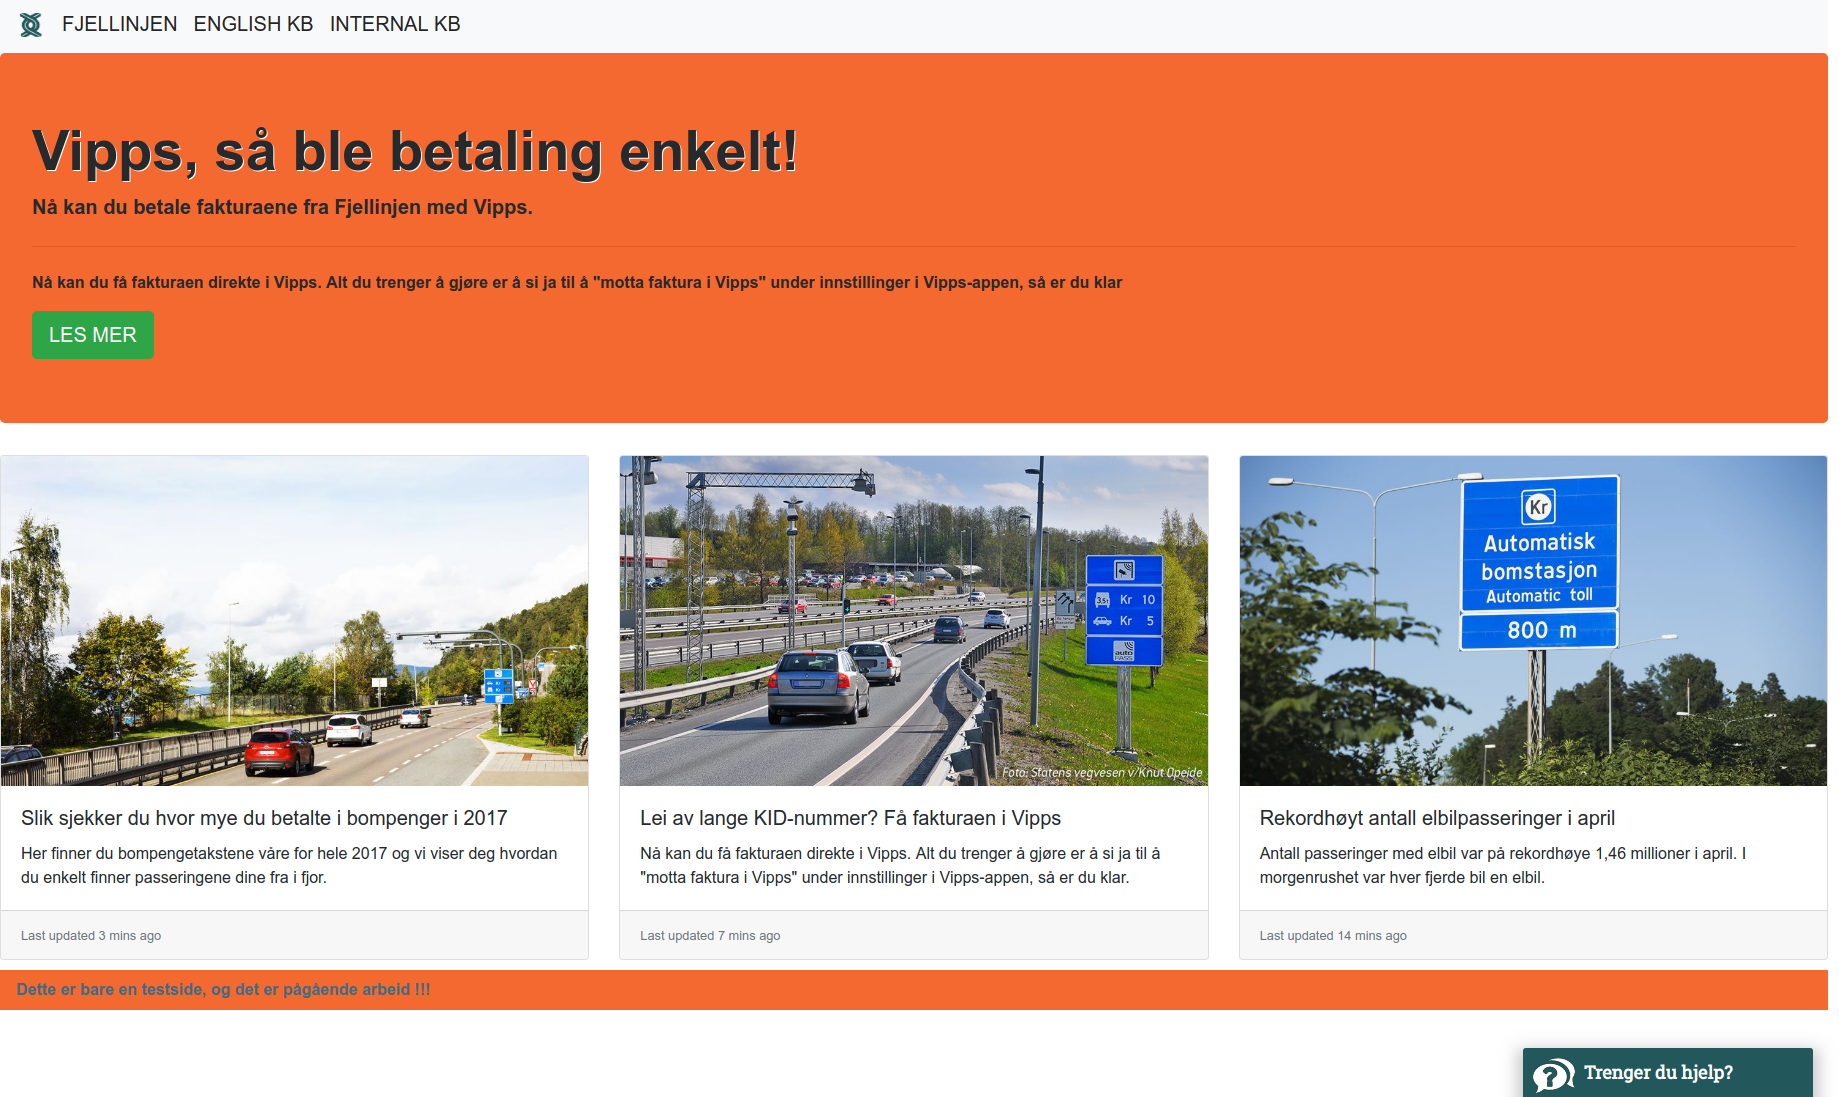 FJELLINJEN ENGLISH KB INTERNAL KB
Vipps, så ble betaling enkelt!
Nå kan du betale fakturaene fra Fjellinjen med Vipps.
Nå kan du få fakturaen direkte i Vipps. Alt du trenger å gjøre er å si ja til å "motta faktura i Vipps" under innstillinger i Vipps-appen, så er du klar
LES MER
Kr 10
Kr 5
auto
PASS
Foto: Statens vegvesen v/Knut Opeide
Kr
Automatisk
bomstasjon
Automatic toll
800 m
Slik sjekker du hvor mye du betalte i bompenger i 2017
Her finner du bompengetakstene våre for hele 2017 og vi viser deg hvordan
du enkelt finner passeringene dine fra i fjor.
Last updated 3 mins ago
Lei av lange KID-nummer? Få fakturaen i Vipps
Nå kan du få fakturaen direkte i Vipps. Alt du trenger å gjøre er å si ja til å
"motta faktura i Vipps" under innstillinger i Vipps-appen, så er du klar.
Last updated 7 mins ago
Rekordhøyt antall elbilpasseringer i april
Antall passeringer med elbil var på rekordhøye 1,46 millioner i april. I
morgenrushet var hver fjerde bil en elbil.
Last updated 14 mins ago
Dette er bare en testside, og det er pågående arbeid !!!
Trenger du hjelp?